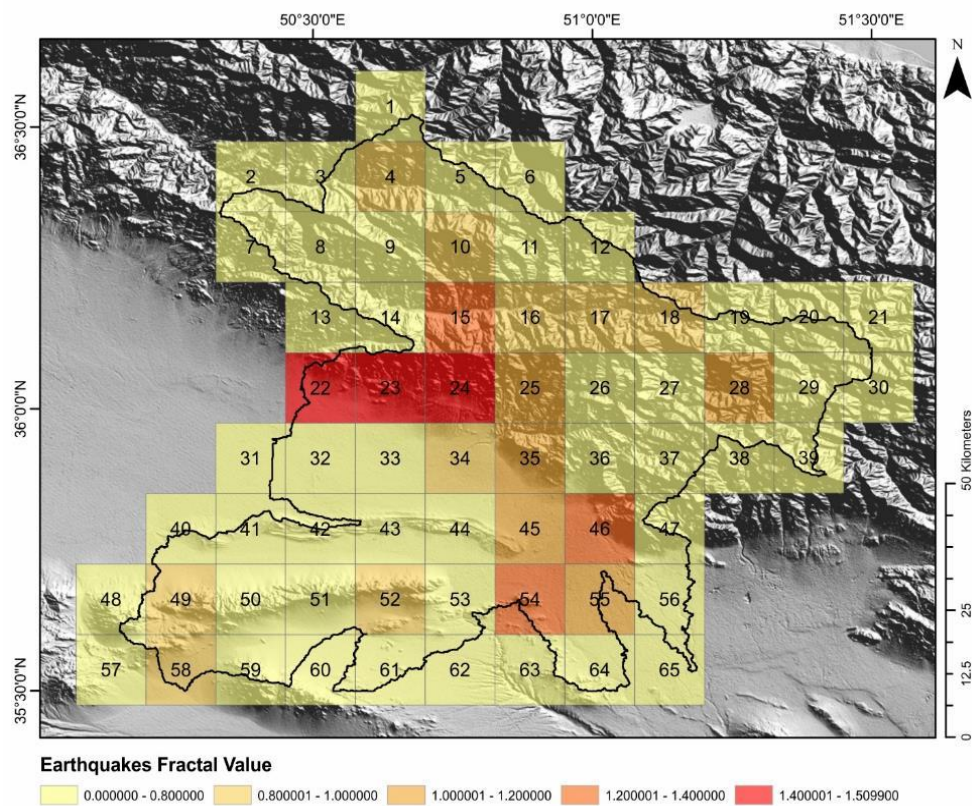 50°30'0"E 51°0'0"E 51°30'0"E
N
36°30'0"N
36°0'0"N
35°30'0"N
1
2 3 4 5 6
7 8 9 10 11 12
13 14 15 16 17 18 19 20 21
22 23 24 25 26 27 28 29 30
31 32 33 34 35 36 37 38 39
40 41 42 43 44 45 46 47
48 49 50 51 52 53 54 55 56
57 58 59 60 61 62 63 64 65
50 Kilometers
25
12.5
0
Earthquakes Fractal Value
0.000000 - 0.800000 0.800001 - 1.000000 1.000001 - 1.200000 1.200001 - 1.400000 1.400001 - 1.509900